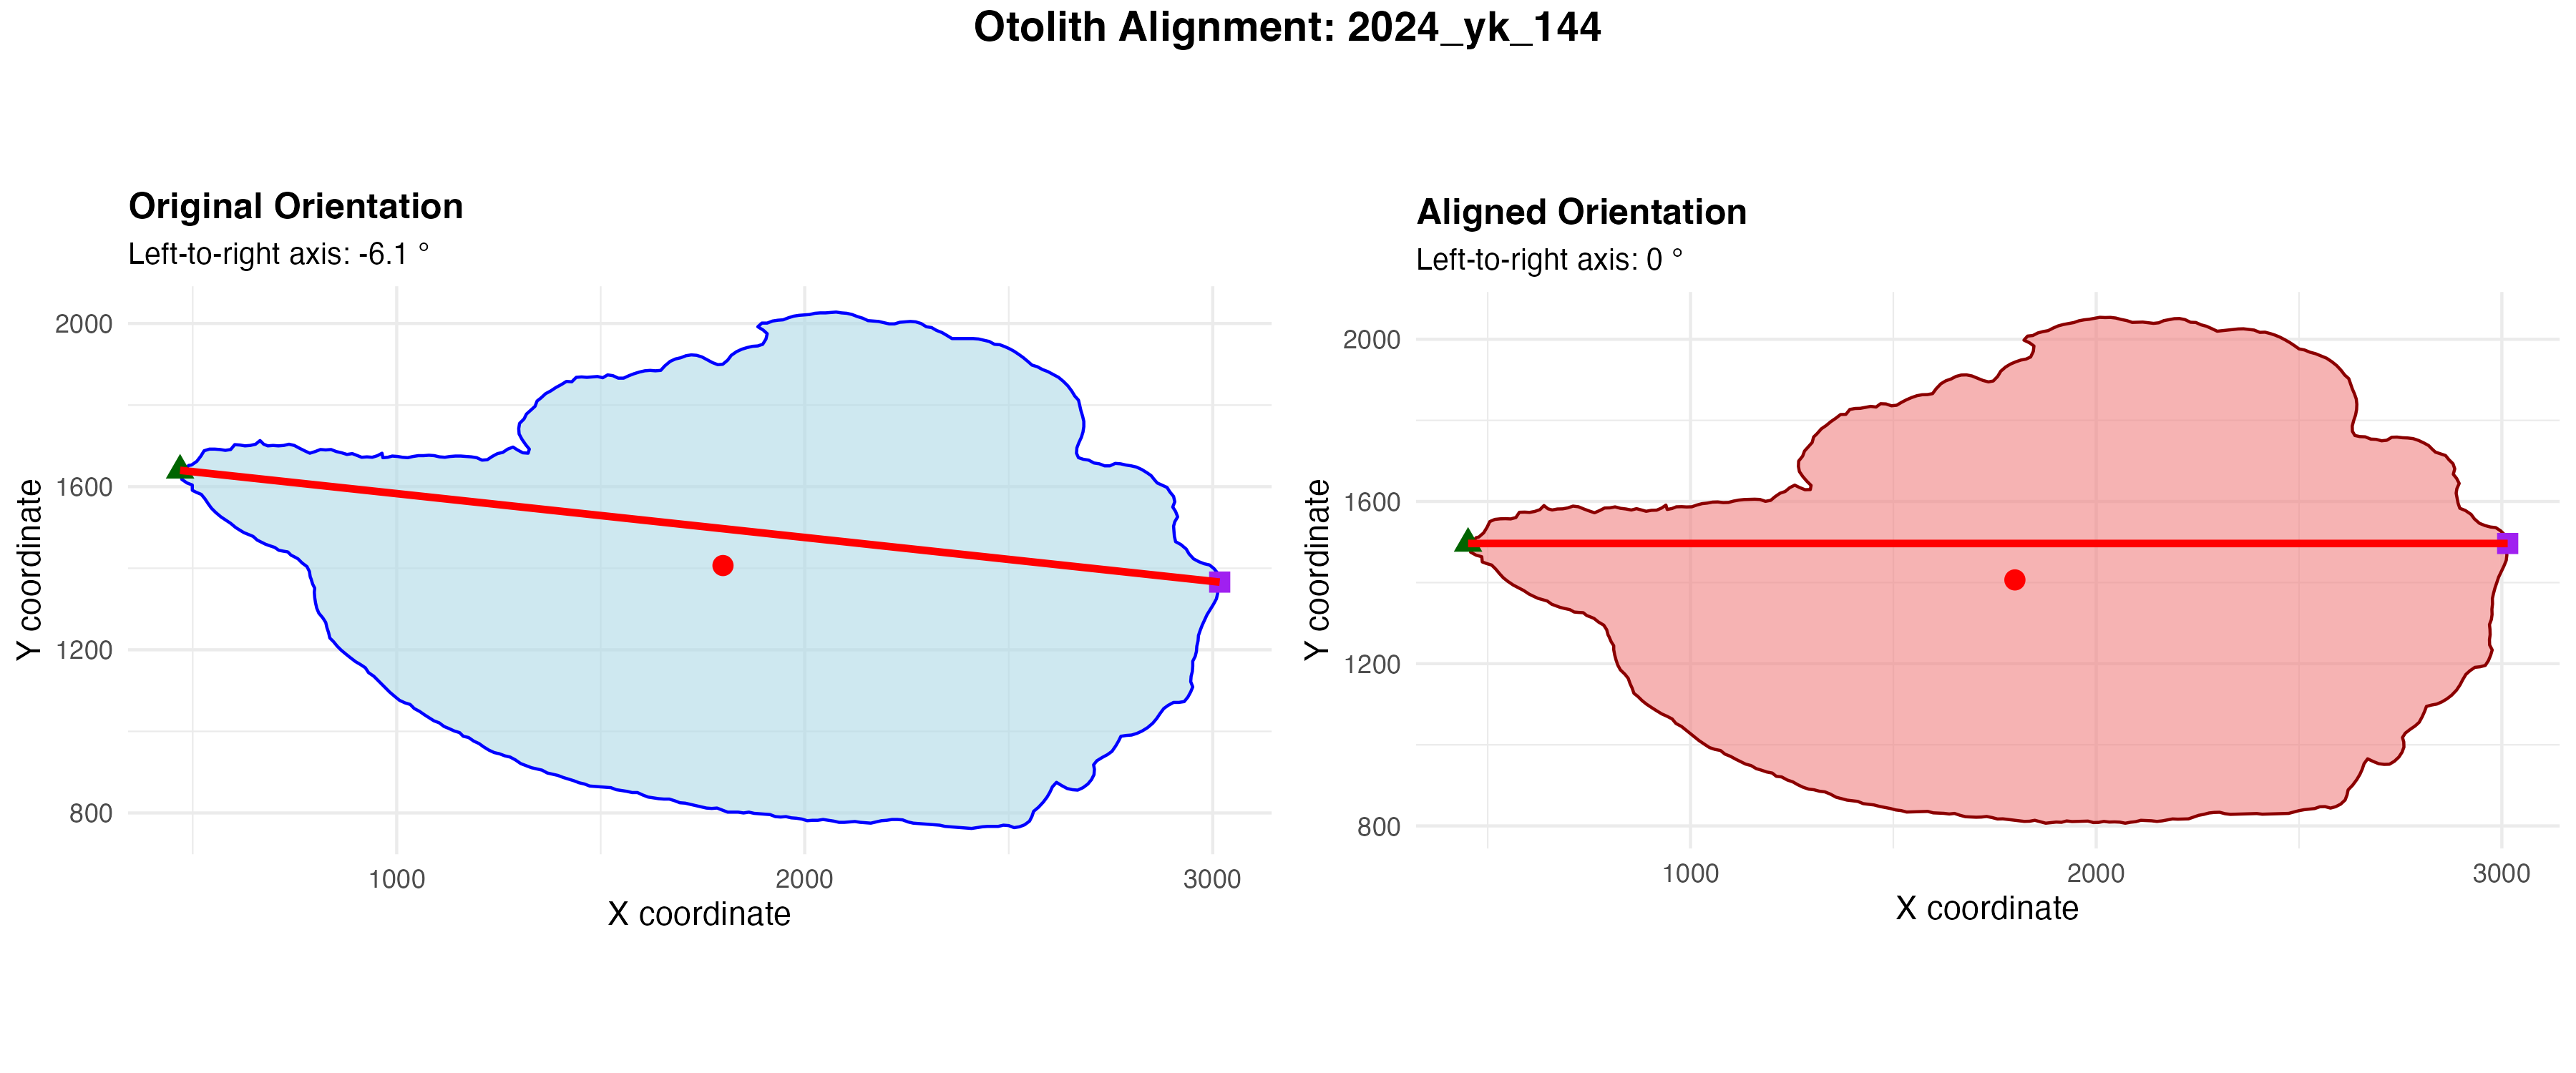 Otolith Alignment: 2024_yk_144
Original Orientation
Left-to-right axis: -6.1 °
2000
1600
1200
800
Y coordinate
1000
2000
3000
X coordinate
Aligned Orientation
Left-to-right axis: 0 °
2000
1600
1200
800
Y coordinate
1000
2000
3000
X coordinate